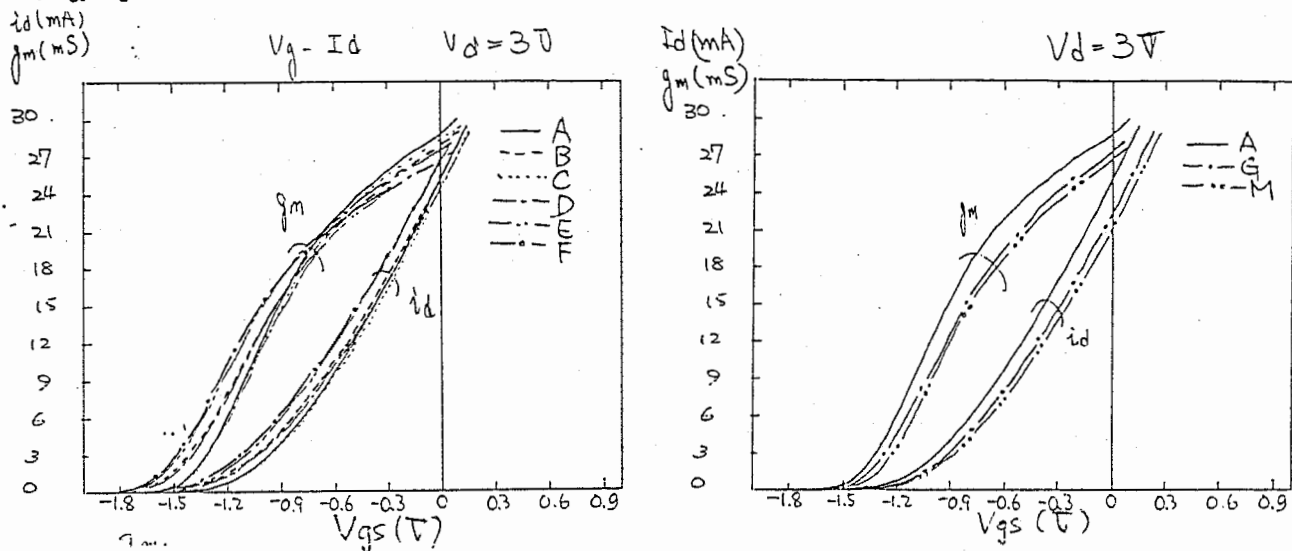 id(mA)
gm(mS)
Vg - Id Vd=3V
30
27
24
21
18
15
12
9
6
3
0
A
B
C
D
E
F
gm
id
-1.8 -1.5 -1.2 -0.9 -0.6 -0.3 0 0.3 0.6 0.9
Vgs (V)
Id(mA)
gm(mS)
Vd=3V
30
27
24
21
18
15
12
9
6
3
0
A
G
M
gm
id
-1.8 -1.5 -1.2 -0.9 -0.6 -0.3 0 0.3 0.6 0.9
Vgs (V)